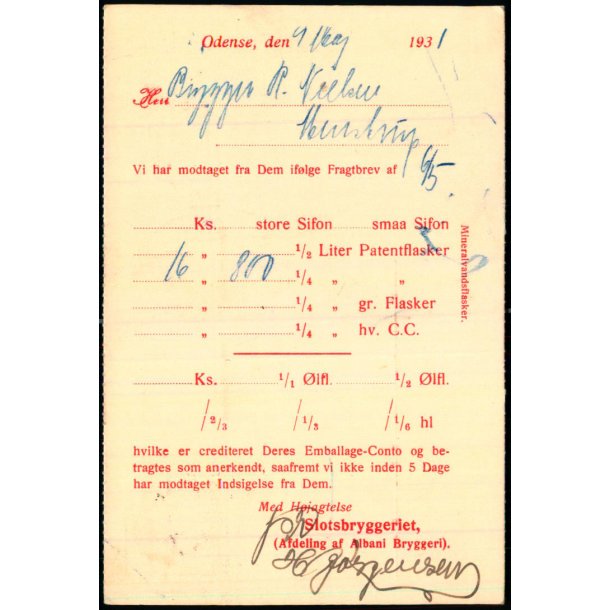 Odense, den 9 Maj 1931
Herr Brygger R. Nielsen
Vi har modtaget fra Dem ifølge Fragtbrev af 6/5.
Ks. store Sifon smaa Sifon
„ 1/2 Liter Patentflasker
16 „ 800 1/4 „ „
„ 1/4 „ gr. Flasker
„ 1/4 „ hv. C.C.
Mineralvandsflasker.
Ks. 1/1 Ølfl. 1/2 Ølfl.
/ 2/3 / 1/3 / 1/6 hl
hvilke er crediteret Deres Emballage-Conto og be-
tragtes som anerkendt, saafremt vi ikke inden 5 Dage
har modtaget Indsigelse fra Dem.
Med Højagtelse
Slotsbryggeriet,
(Afdeling af Albani Bryggeri).
H Jørgensen